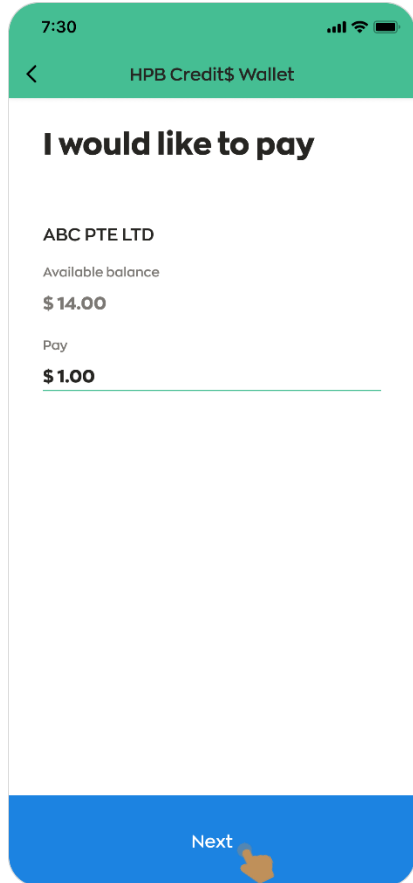 7:30
HPB Credit$ Wallet
I would like to pay
ABC PTE LTD
Available balance
$ 14.00
Pay
$ 1.00
Next